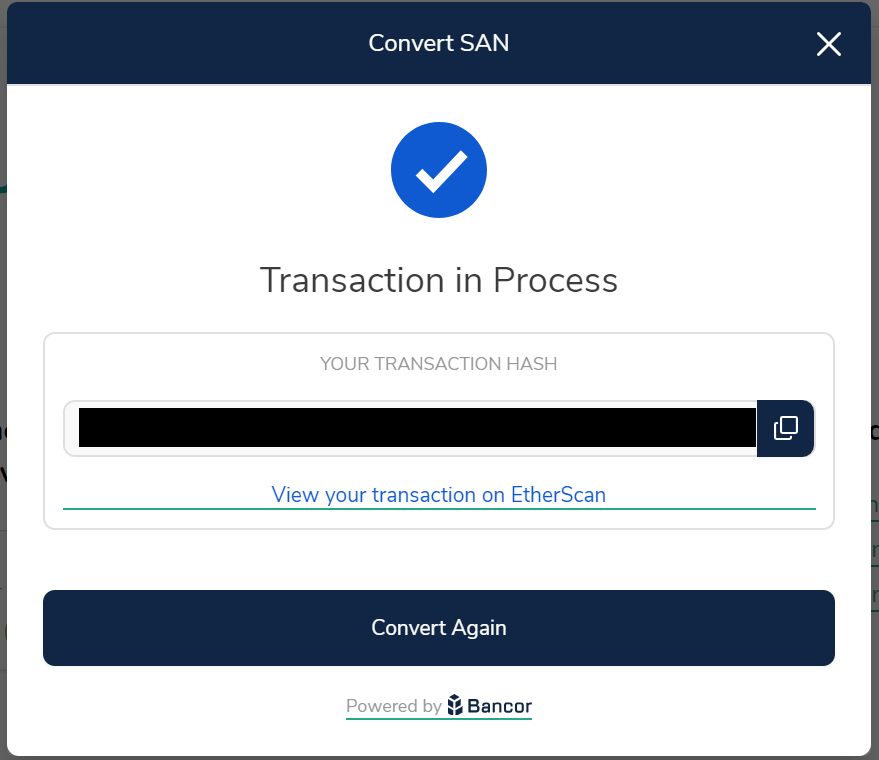 Convert SAN
Transaction in Process
YOUR TRANSACTION HASH
View your transaction on EtherScan
Convert Again
Powered by Bancor